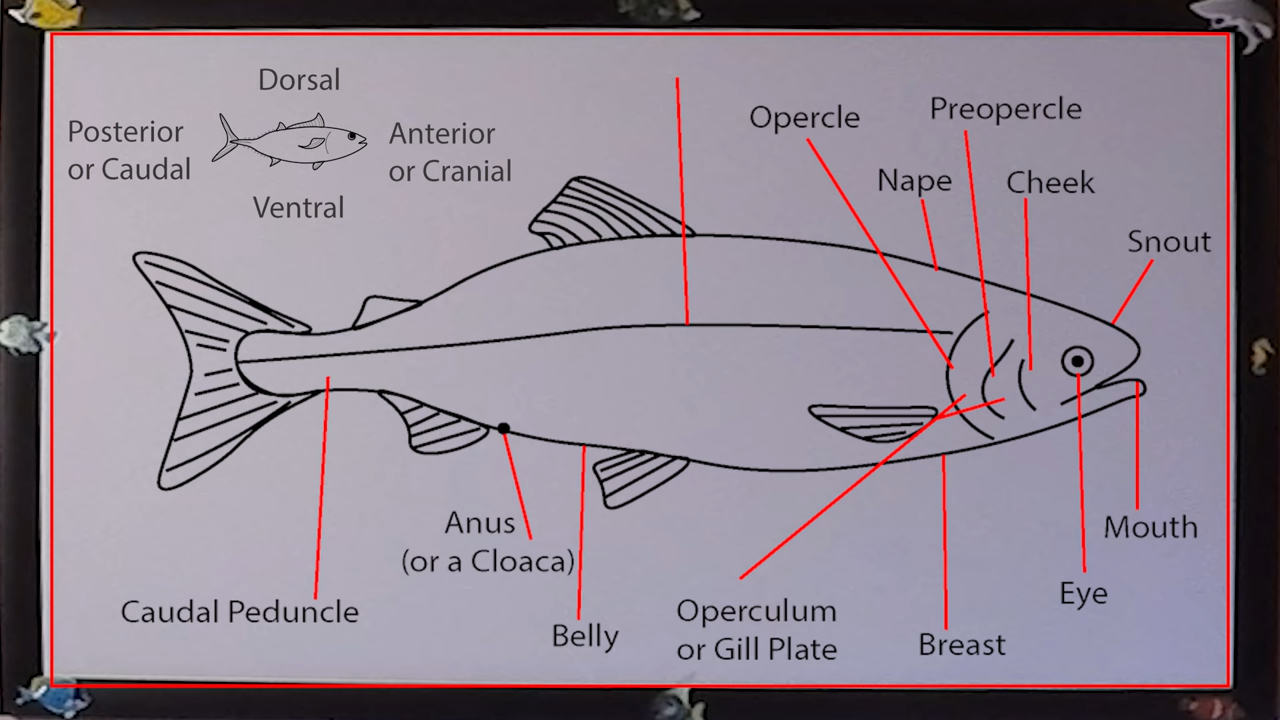 Dorsal
Posterior
or Caudal
Anterior
or Cranial
Ventral
Opercle
Preopercle
Nape
Cheek
Snout
Anus
(or a Cloaca)
Caudal Peduncle
Belly
Operculum
or Gill Plate
Breast
Eye
Mouth